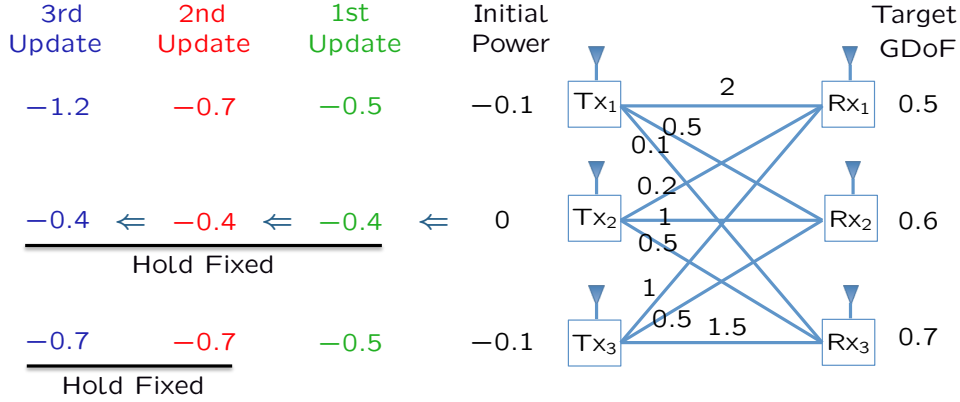 3rd Update
2nd Update
1st Update
Initial Power
Target GDoF
−1.2
−0.7
−0.5
−0.1
Tx1
2
Rx1
0.5
0.5
0.1
0.2
−0.4
⇐
−0.4
⇐
−0.4
⇐
0
Tx2
1
Rx2
0.6
0.5
Hold Fixed
1
0.5
1.5
−0.7
−0.7
−0.5
−0.1
Tx3
Rx3
0.7
Hold Fixed